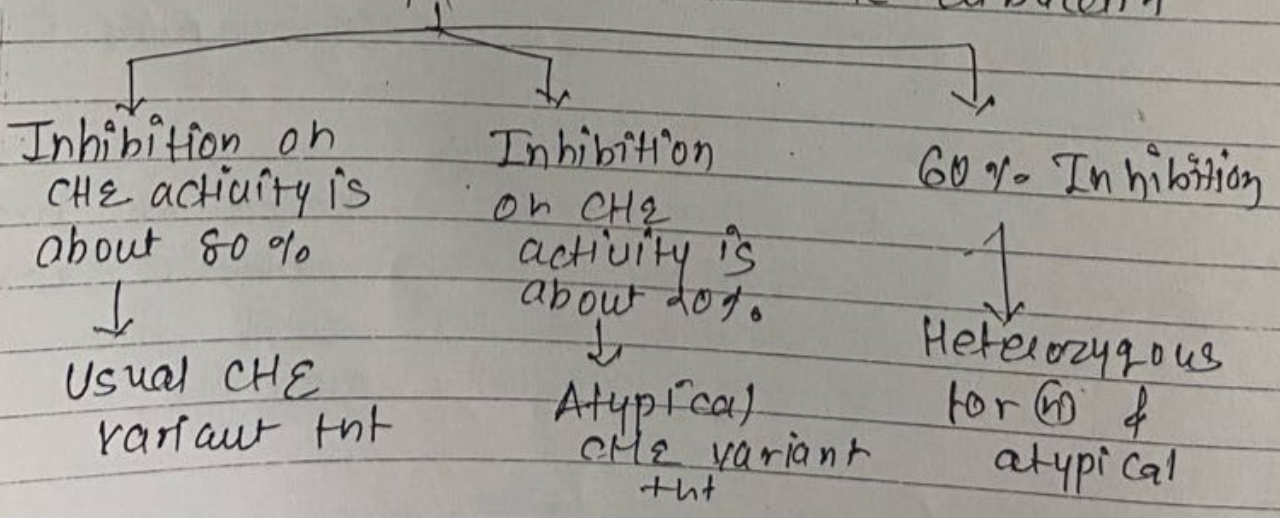 Inhibition on
CHE activity is
about 80 %
Usual CHE
variant tnt
Inhibition
on CHE
activity is
about 20%.
Atypical
CHE variant
tnt
60 % Inhibition
Heterozygous
for (n) &
atypical